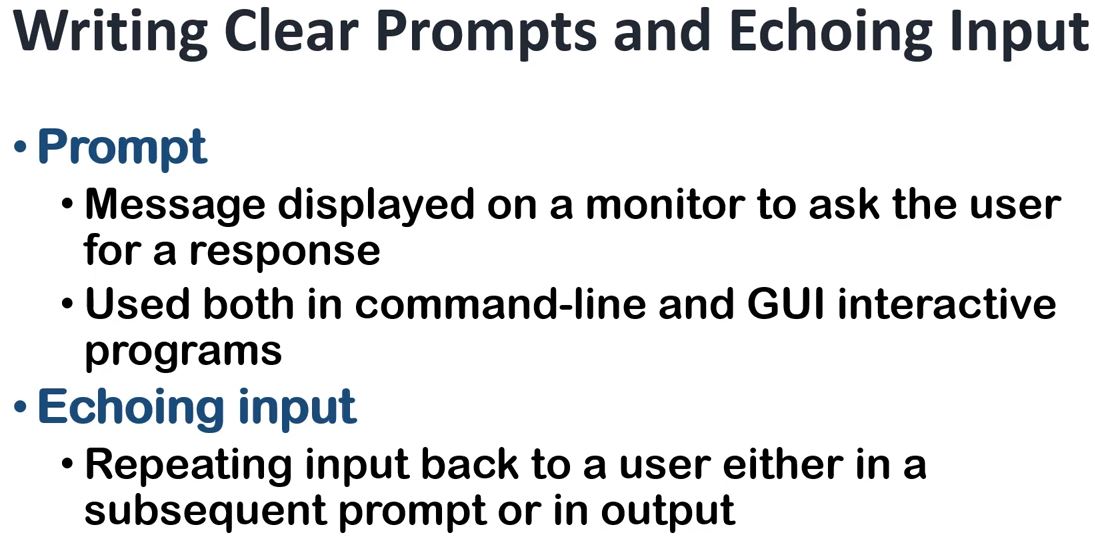 Writing Clear Prompts and Echoing Input
• Prompt
• Message displayed on a monitor to ask the user
for a response
• Used both in command-line and GUI interactive
programs
• Echoing input
• Repeating input back to a user either in a
subsequent prompt or in output